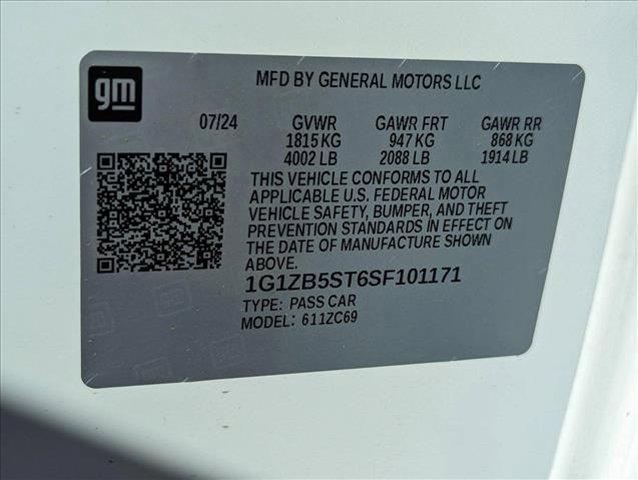 gm
MFD BY GENERAL MOTORS LLC
07/24 GVWR GAWR FRT GAWR RR
1815 KG 947 KG 868 KG
4002 LB 2088 LB 1914 LB
THIS VEHICLE CONFORMS TO ALL
APPLICABLE U.S. FEDERAL MOTOR
VEHICLE SAFETY, BUMPER, AND THEFT
PREVENTION STANDARDS IN EFFECT ON
THE DATE OF MANUFACTURE SHOWN
ABOVE.
1G1ZB5ST6SF101171
TYPE: PASS CAR
MODEL: 611ZC69